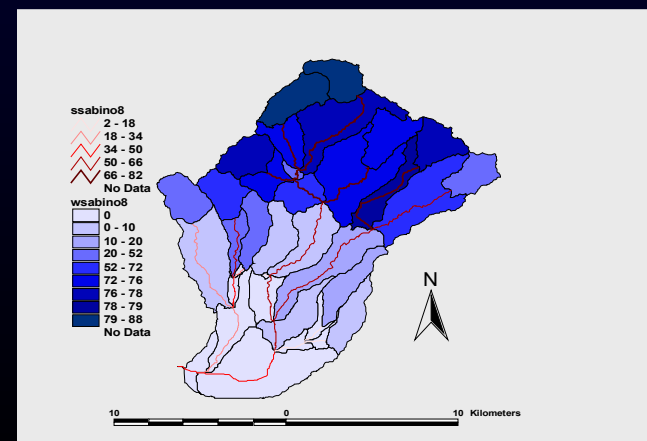 ssabino8
2 - 18
18 - 34
34 - 50
50 - 66
66 - 82
No Data
wsabino8
0
0 - 10
10 - 20
20 - 52
52 - 72
72 - 76
76 - 78
78 - 79
79 - 88
No Data
N
10 0 10 Kilometers